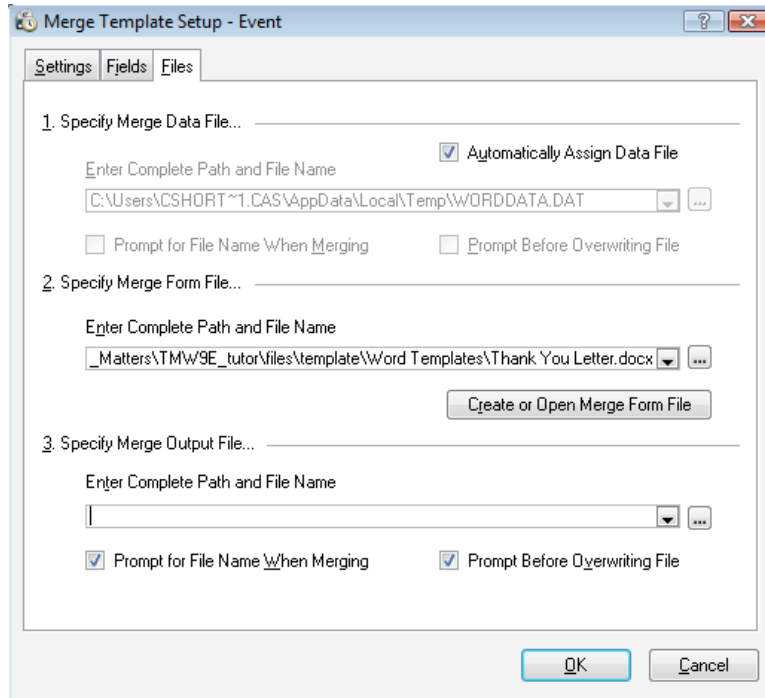 Merge Template Setup - Event
Settings Fields Files
1. Specify Merge Data File...
Automatically Assign Data File
Enter Complete Path and File Name
C:\Users\CSHORT~1.CAS\AppData\Local\Temp\WORDDATA.DAT ...
Prompt for File Name When Merging Prompt Before Overwriting File
2. Specify Merge Form File...
Enter Complete Path and File Name
_Matters\TMW9E_tutor\files\template\Word Templates\Thank You Letter.docx ...
Create or Open Merge Form File
3. Specify Merge Output File...
Enter Complete Path and File Name
...
Prompt for File Name When Merging Prompt Before Overwriting File
OK Cancel